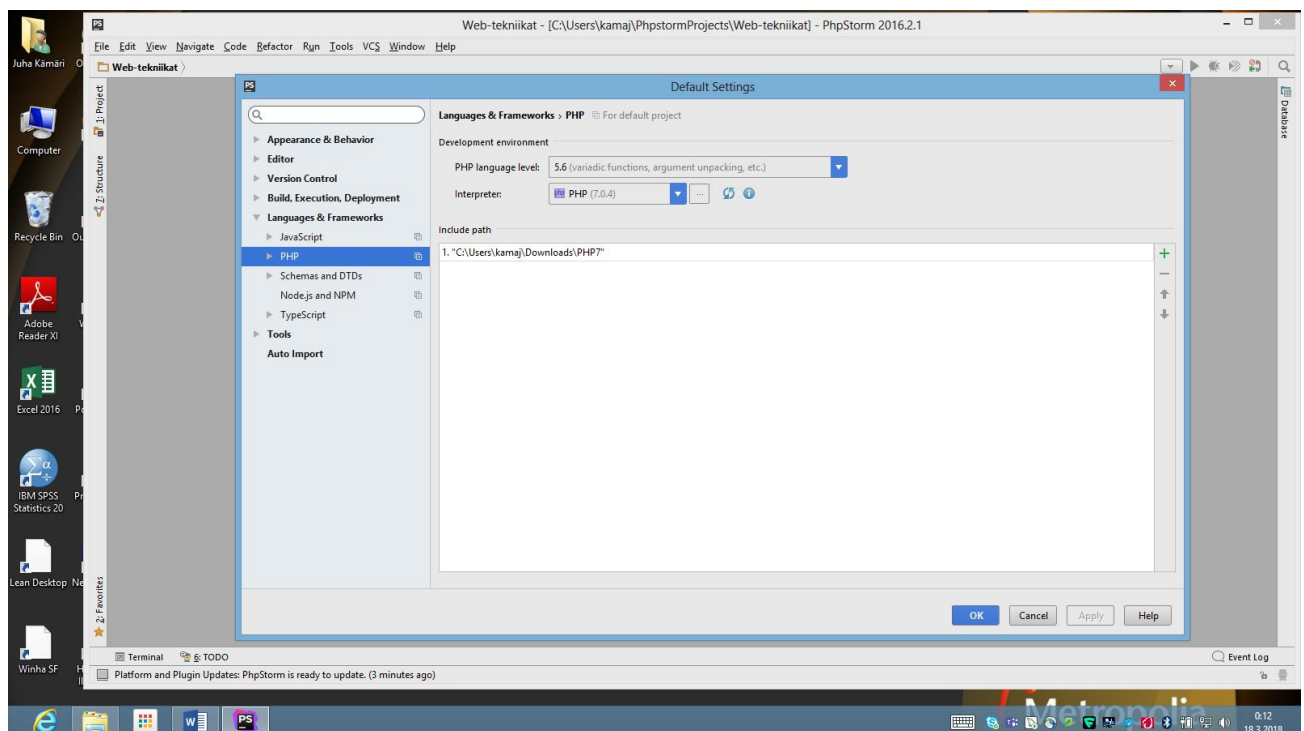 Web-tekniikat - [C:\Users\kamaj\PhpstormProjects\Web-tekniikat] - PhpStorm 2016.2.1
File Edit View Navigate Code Refactor Run Tools VCS Window Help
Web-tekniikat
Juha Kämäri
Computer
Recycle Bin
Adobe
Reader XI
Excel 2016
IBM SPSS
Statistics 20
Lean Desktop
Winha SF
1: Project
Z: Structure
2: Favorites
Database
PS
Default Settings
Appearance & Behavior
Editor
Version Control
Build, Execution, Deployment
Languages & Frameworks
JavaScript
PHP
Schemas and DTDs
Node.js and NPM
TypeScript
Tools
Auto Import
Languages & Frameworks › PHP For default project
Development environment
PHP language level: 5.6 (variadic functions, argument unpacking, etc.)
Interpreter: PHP (7.0.4) ...
Include path
1. "C:\Users\kamaj\Downloads\PHP7"
OK Cancel Apply Help
Terminal 6: TODO Event Log
Platform and Plugin Updates: PhpStorm is ready to update. (3 minutes ago)
Metropolia
0:12
18.3.2018